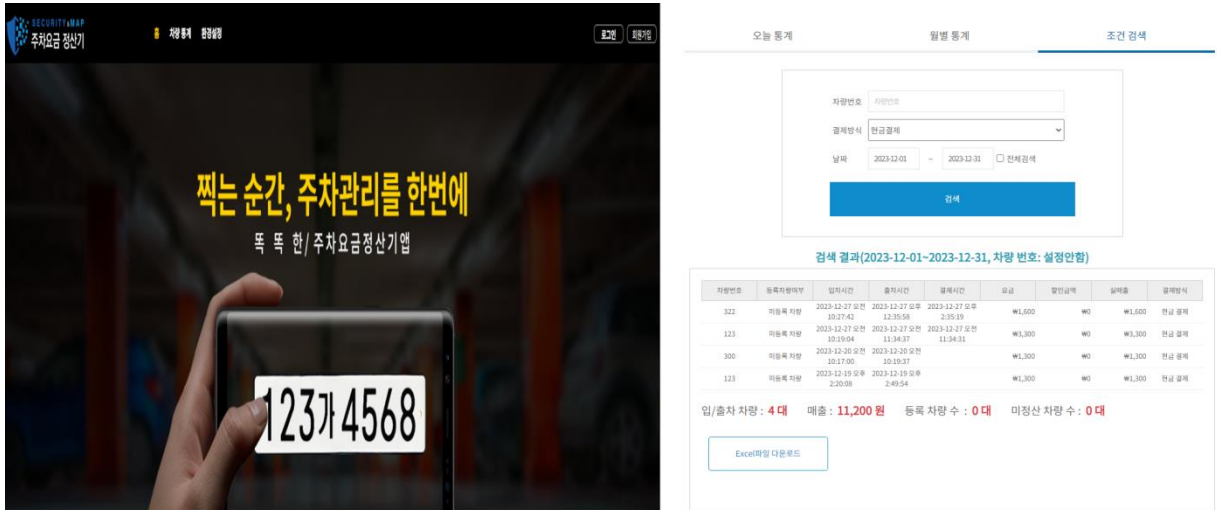 SECURITY&MAP
주차요금 정산기
홈 차량 통계 환경설정
로그인 회원가입
찍는 순간, 주차관리를 한번에
똑 똑 한/ 주차요금정산기앱
123가 4568
오늘 통계 월별 통계 조건 검색
차량번호 차량번호
결제방식 현금결제
날짜 2023-12-01 ~ 2023-12-31 전체검색
검색
검색 결과(2023-12-01~2023-12-31, 차량 번호: 설정안함)
차량번호 등록차량여부 입차시간 출차시간 결제시간 요금 할인금액 실매출 결제방식
322 미등록 차량 2023-12-27 오전 10:27:42 2023-12-27 오후 12:35:58 2023-12-27 오후 2:35:19 ₩1,600 ₩0 ₩1,600 현금 결제
123 미등록 차량 2023-12-27 오전 10:19:04 2023-12-27 오전 11:34:37 2023-12-27 오전 11:34:31 ₩3,300 ₩0 ₩3,300 현금 결제
300 미등록 차량 2023-12-20 오전 10:17:00 2023-12-20 오전 10:19:37 ₩1,300 ₩0 ₩1,300 현금 결제
123 미등록 차량 2023-12-19 오후 2:20:08 2023-12-19 오후 2:49:54 ₩1,300 ₩0 ₩1,300 현금 결제
입/출차 차량 : 4 대 매출 : 11,200 원 등록 차량 수 : 0 대 미정산 차량 수 : 0 대
Excel파일 다운로드